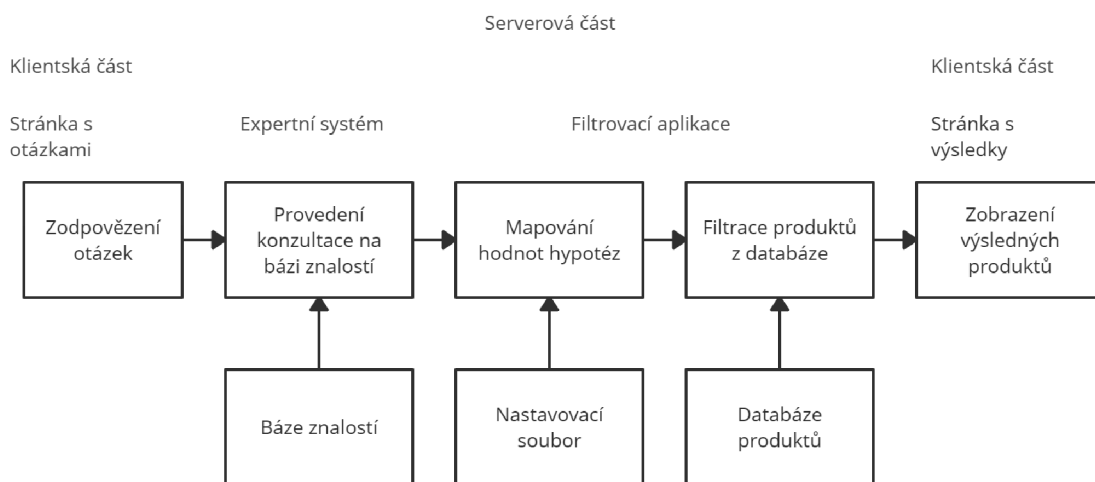 Serverová část
Klientská část
Klientská část
Stránka s
otázkami
Expertní systém
Filtrovací aplikace
Stránka s
výsledky
Zodpovězení
otázek
Provedení
konzultace na
bázi znalostí
Mapování
hodnot hypotéz
Filtrace produktů
z databáze
Zobrazení
výsledných
produktů
Báze znalostí
Nastavovací
soubor
Databáze
produktů